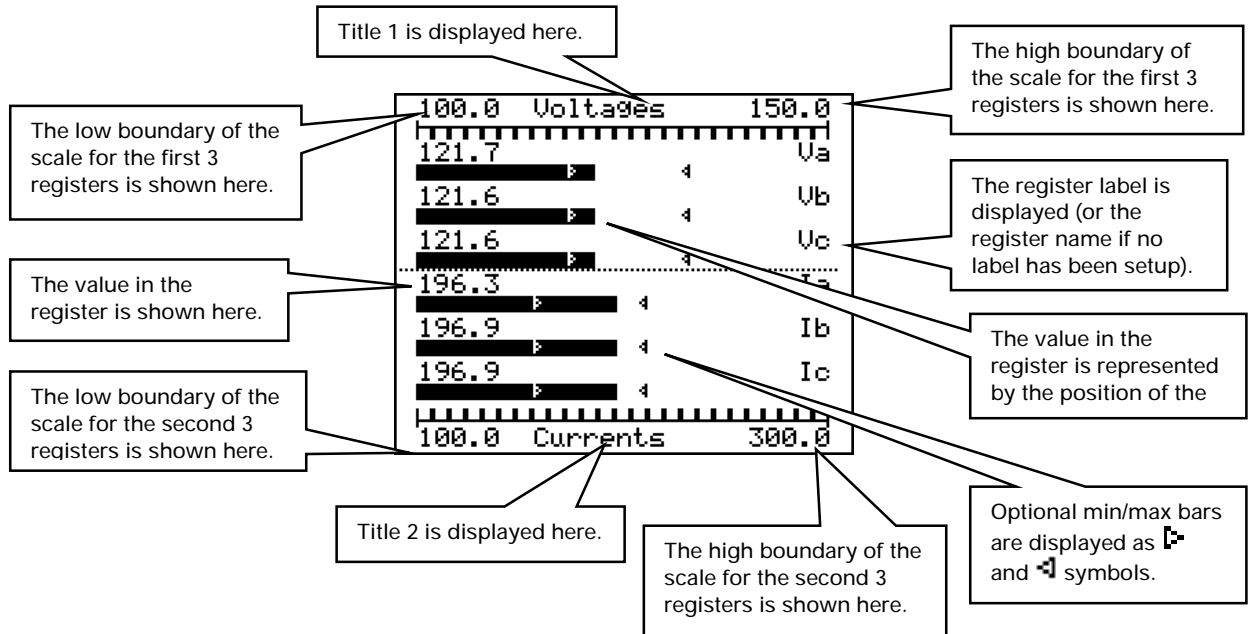 Title 1 is displayed here.
The high boundary of
the scale for the first 3
registers is shown here.
The low boundary of the
scale for the first 3
registers is shown here.
100.0 Voltages 150.0
121.7 Va
121.6 Vb
121.6 Vc
196.3 Ia
196.9 Ib
196.9 Ic
100.0 Currents 300.0
The register label is
displayed (or the
register name if no
label has been setup).
The value in the
register is shown here.
The value in the
register is represented
by the position of the
The low boundary of the
scale for the second 3
registers is shown here.
Title 2 is displayed here.
The high boundary of the
scale for the second 3
registers is shown here.
Optional min/max bars
are displayed as
and symbols.